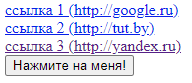 ссылка 1 (http://google.ru)
ссылка 2 (http://tut.by)
ссылка 3 (http://yandex.ru)
Нажмите на меня!